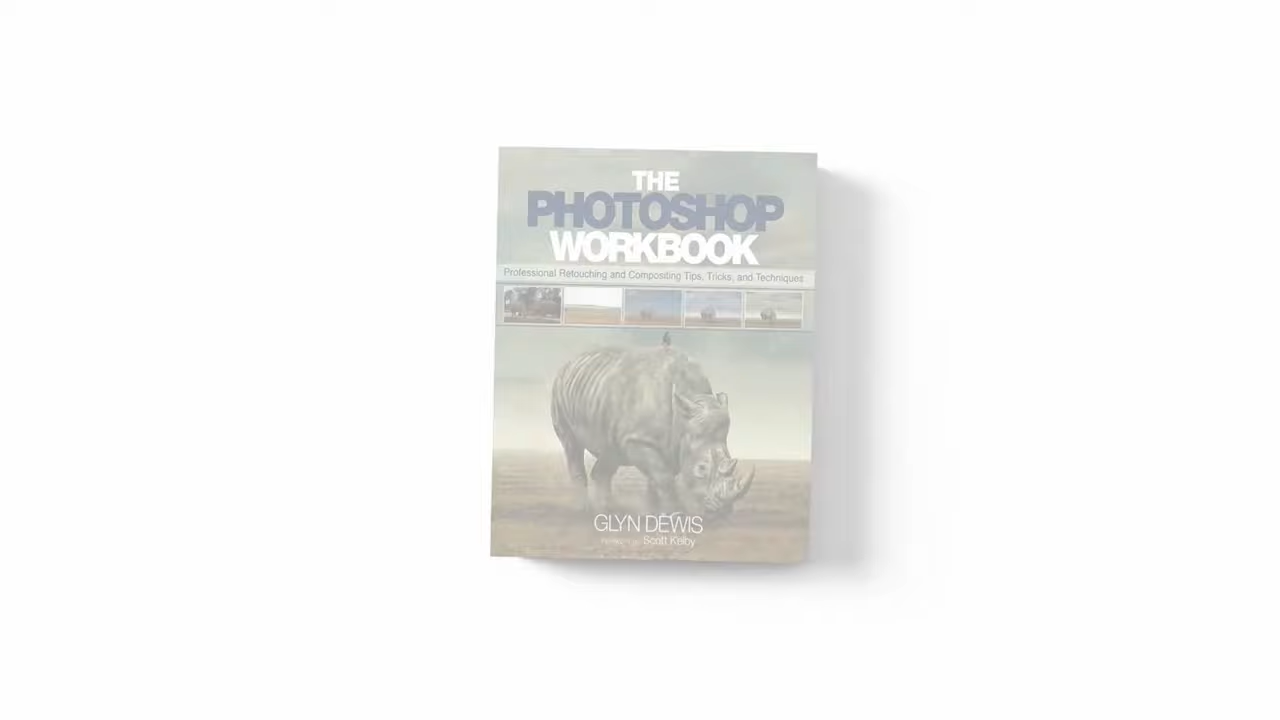 THE
PHOTOSHOP
WORKBOOK
Professional Retouching and Compositing Tips, Tricks, and Techniques
GLYN DEWIS
Scott Kelby